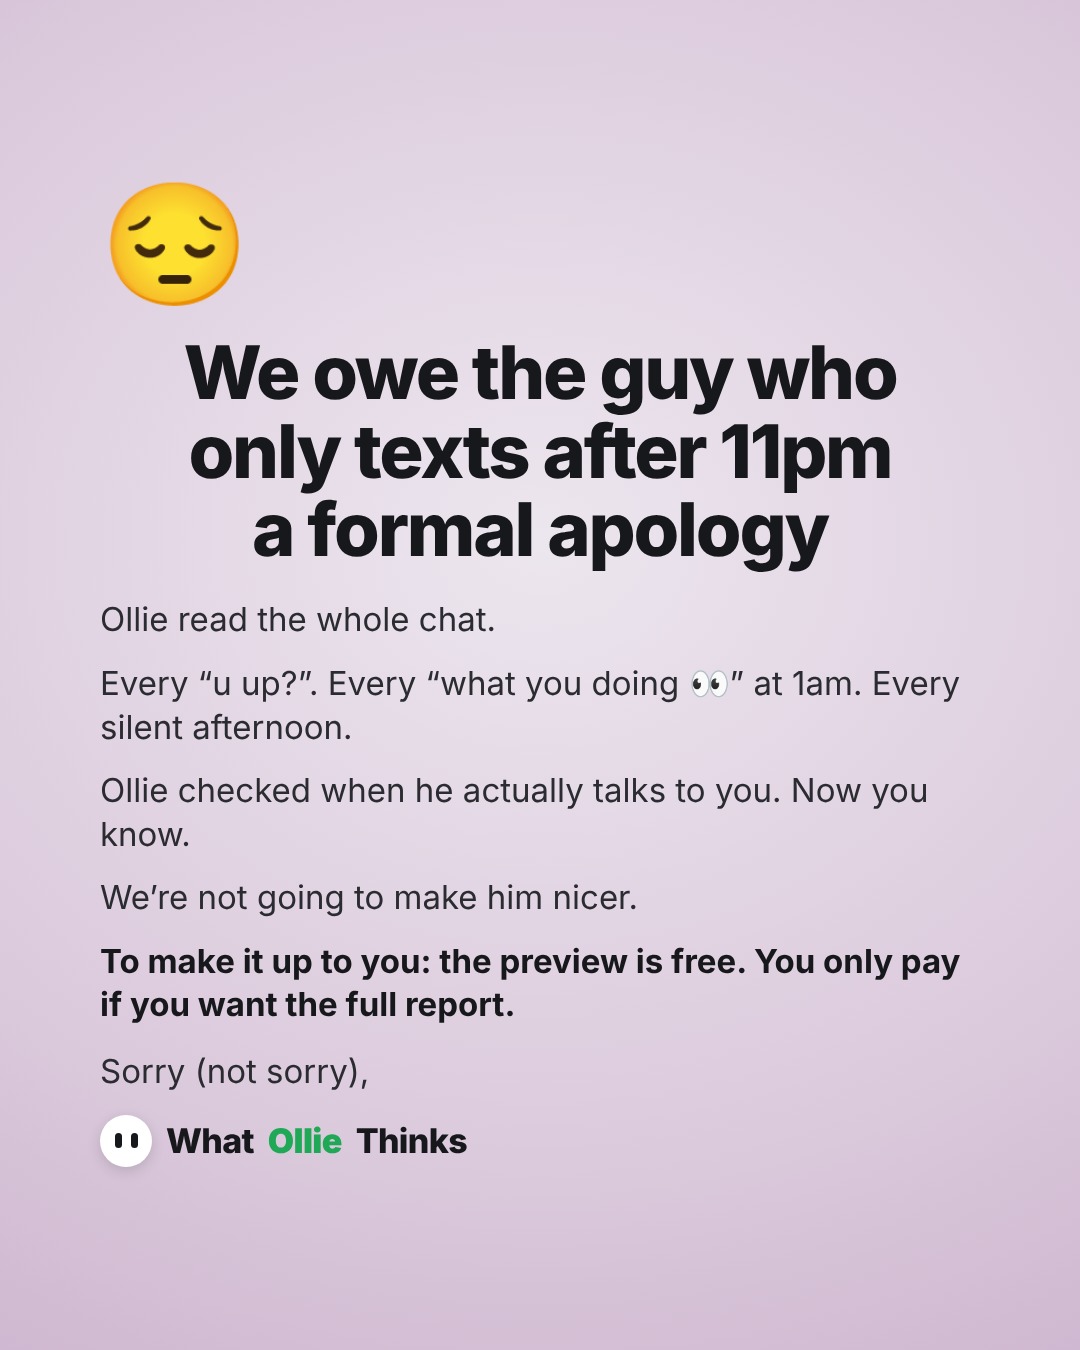 We owe the guy who
only texts after 11pm
a formal apology
Ollie read the whole chat.
Every “u up?”. Every “what you doing 👀” at 1am. Every
silent afternoon.
Ollie checked when he actually talks to you. Now you
know.
We’re not going to make him nicer.
To make it up to you: the preview is free. You only pay
if you want the full report.
Sorry (not sorry),
What Ollie Thinks